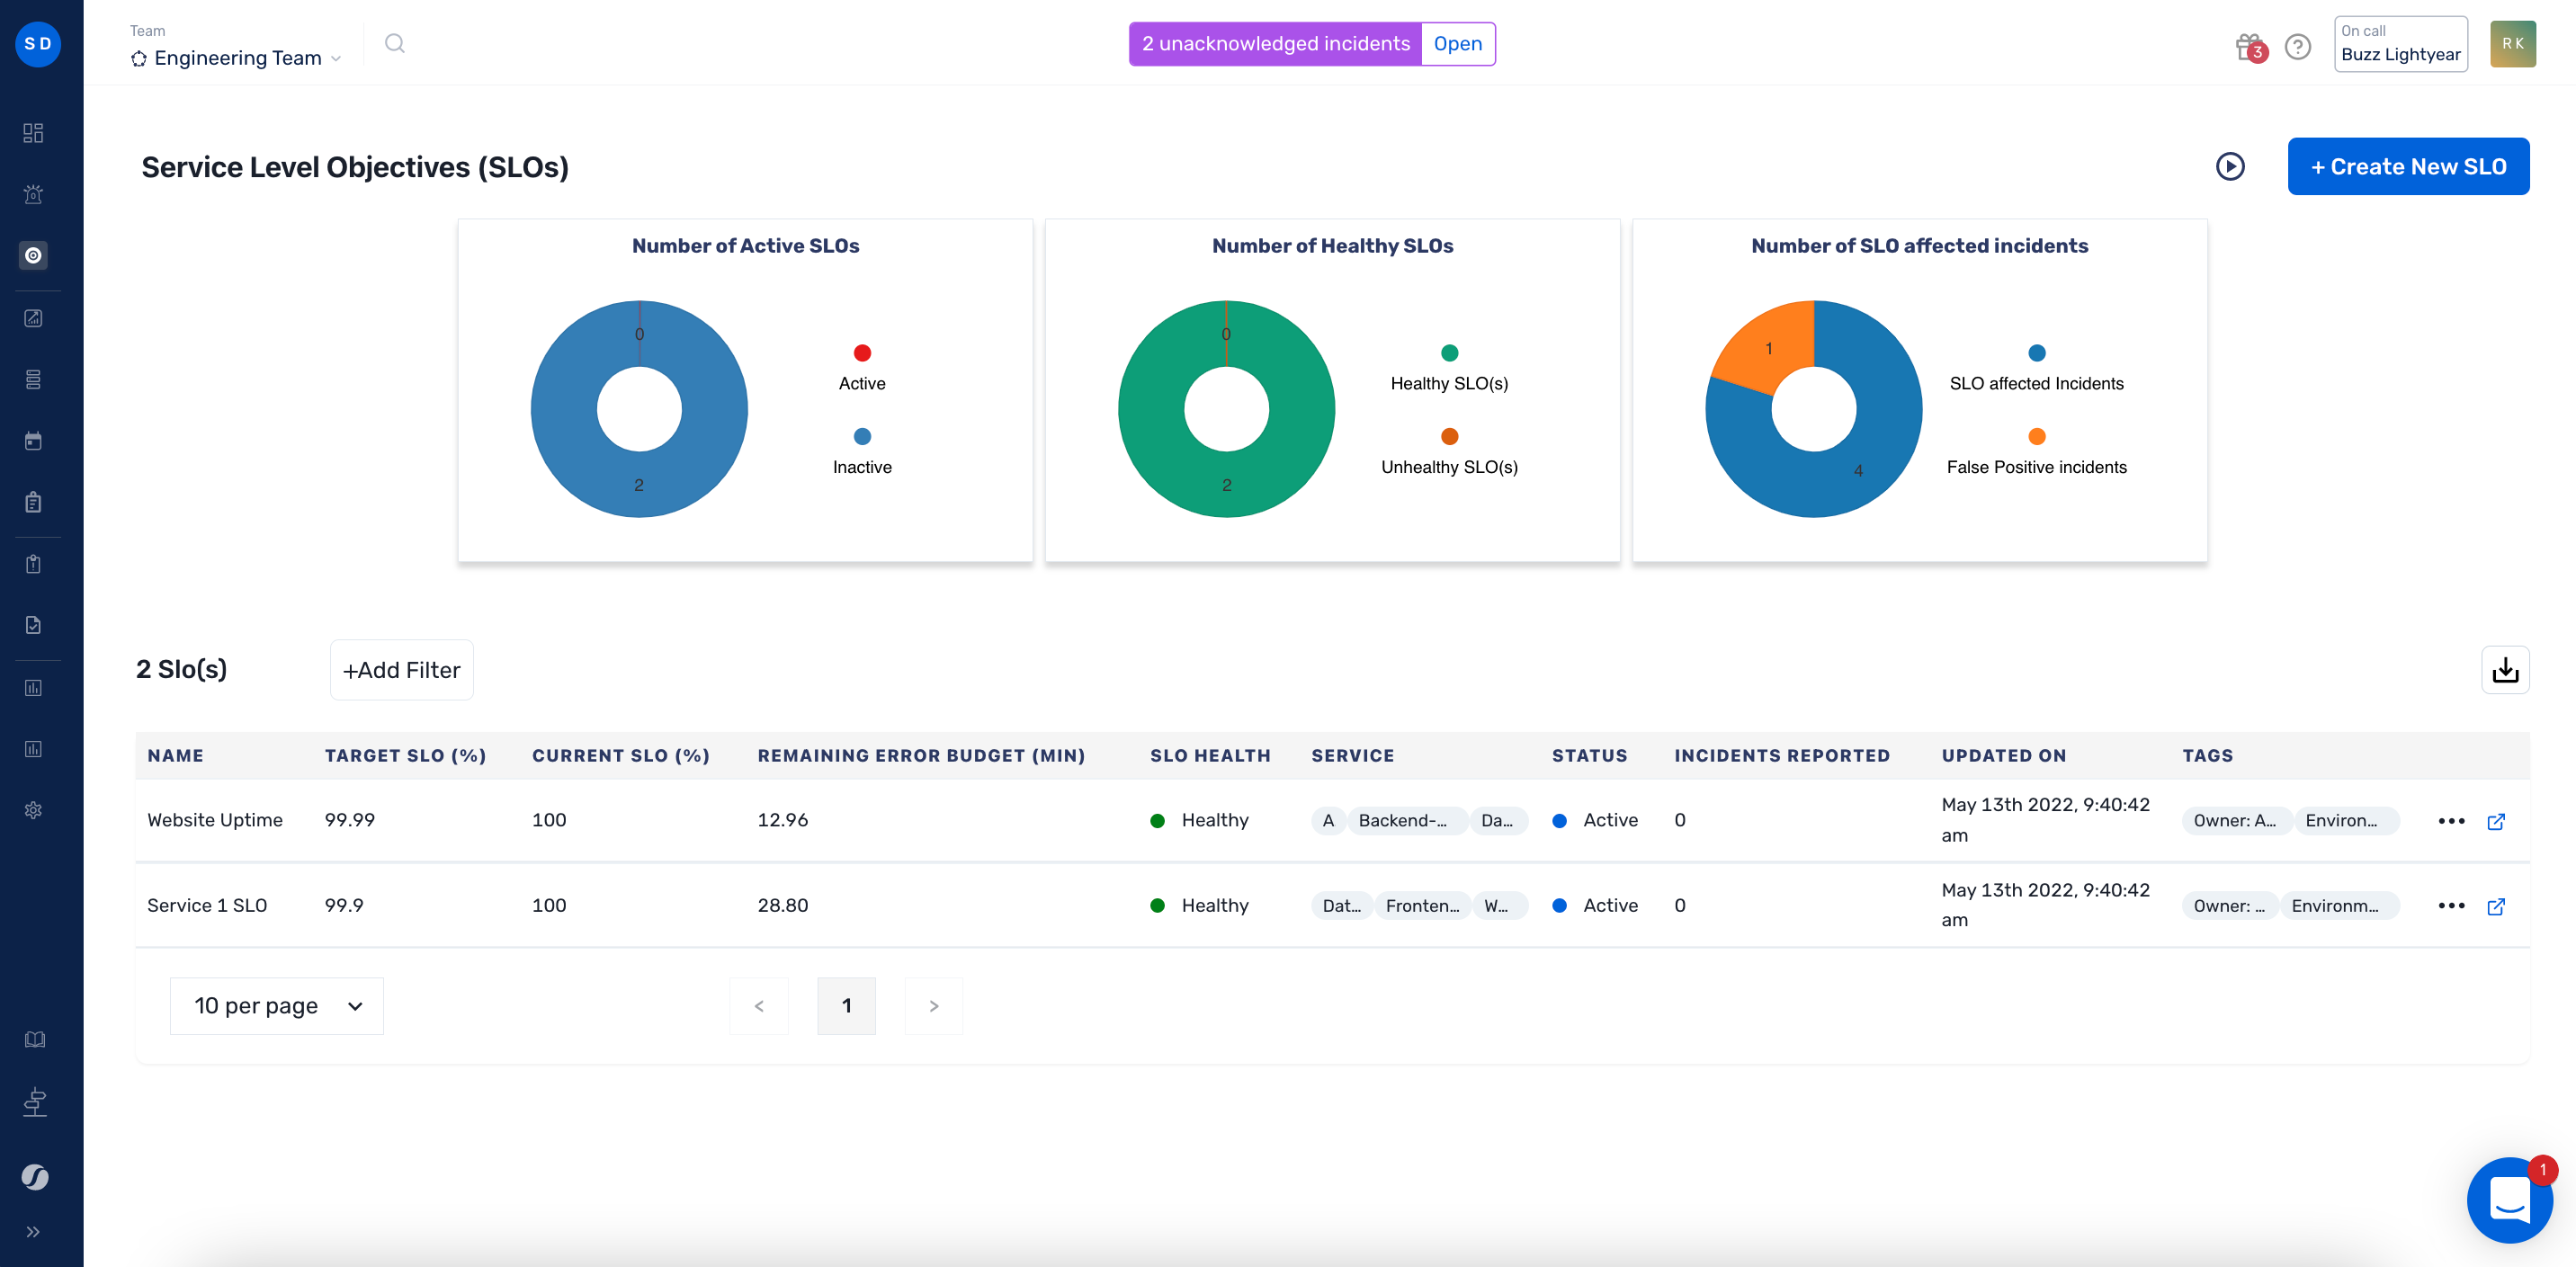 S D
Team
Engineering Team
2 unacknowledged incidents Open
3
?
On call
Buzz Lightyear
R K
Service Level Objectives (SLOs)
+ Create New SLO
Number of Active SLOs
0
2
Active
Inactive
Number of Healthy SLOs
0
2
Healthy SLO(s)
Unhealthy SLO(s)
Number of SLO affected incidents
1
4
SLO affected Incidents
False Positive incidents
2 Slo(s)
+Add Filter
NAME TARGET SLO (%) CURRENT SLO (%) REMAINING ERROR BUDGET (MIN) SLO HEALTH SERVICE STATUS INCIDENTS REPORTED UPDATED ON TAGS
Website Uptime 99.99 100 12.96 Healthy A Backend-... Da... Active 0 May 13th 2022, 9:40:42
am
Owner: A... Environ...
Service 1 SLO 99.9 100 28.80 Healthy Dat... Fronten... W... Active 0 May 13th 2022, 9:40:42
am
Owner: ... Environm...
10 per page
< 1 >
1